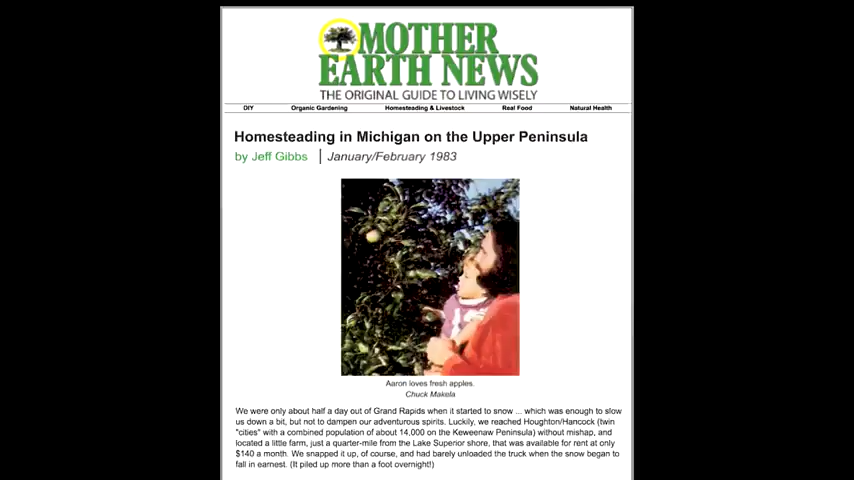 MOTHER
EARTH NEWS
THE ORIGINAL GUIDE TO LIVING WISELY
DIY Organic Gardening Homesteading & Livestock Real Food Natural Health
Homesteading in Michigan on the Upper Peninsula
by Jeff Gibbs | January/February 1983
Aaron loves fresh apples.
Chuck Makela
We were only about half a day out of Grand Rapids when it started to snow ... which was enough to slow
us down a bit, but not to dampen our adventurous spirits. Luckily, we reached Houghton/Hancock (twin
"cities" with a combined population of about 14,000 on the Keweenaw Peninsula) without mishap, and
located a little farm, just a quarter-mile from the Lake Superior shore, that was available for rent at only
$140 a month. We snapped it up, of course, and had barely unloaded the truck when the snow began to
fall in earnest. (It piled up more than a foot overnight!)